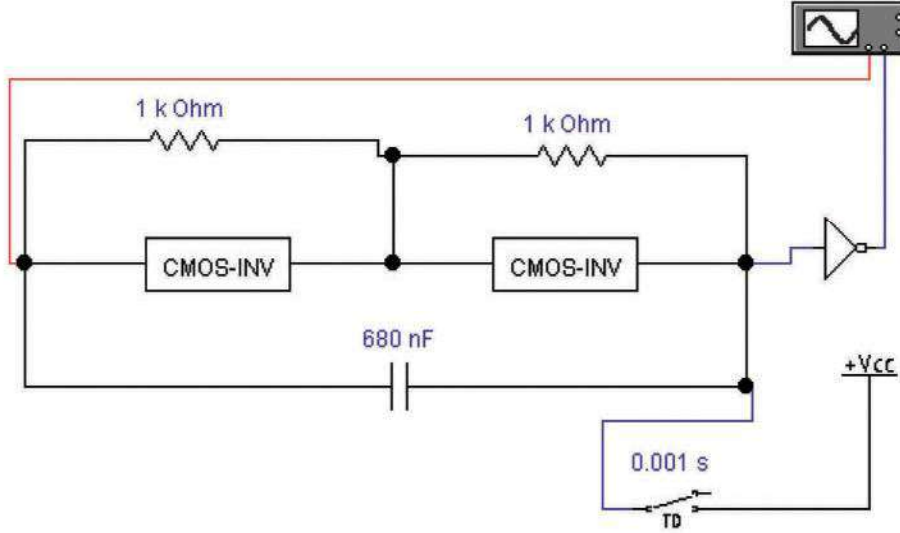 1 k Ohm
1 k Ohm
CMOS-INV
CMOS-INV
680 nF
+Vcc
0.001 s
TD